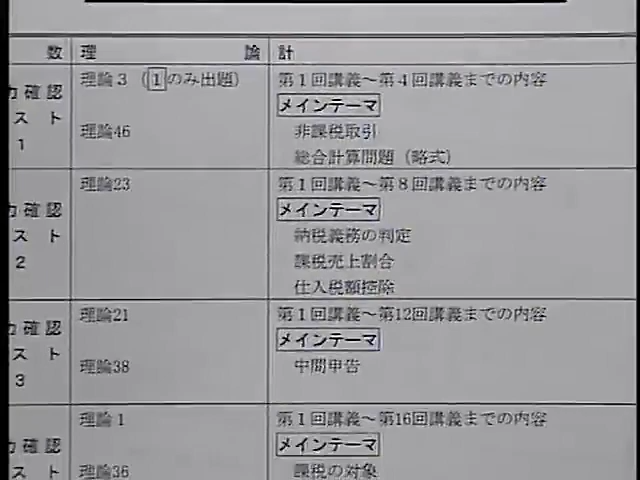 数 理 論 計
理論３（1のみ出題） 第１回講義～第４回講義までの内容
力確認 メインテーマ
スト 理論46 非課税取引
1 総合計算問題（略式）
理論23 第１回講義～第８回講義までの内容
力確認 メインテーマ
スト 納税義務の判定
2 課税売上割合
仕入税額控除
理論21 第１回講義～第12回講義までの内容
力確認 メインテーマ
スト 理論38 中間申告
3
理論１ 第１回講義～第16回講義までの内容
力確認 メインテーマ
スト 理論36 課税の対象